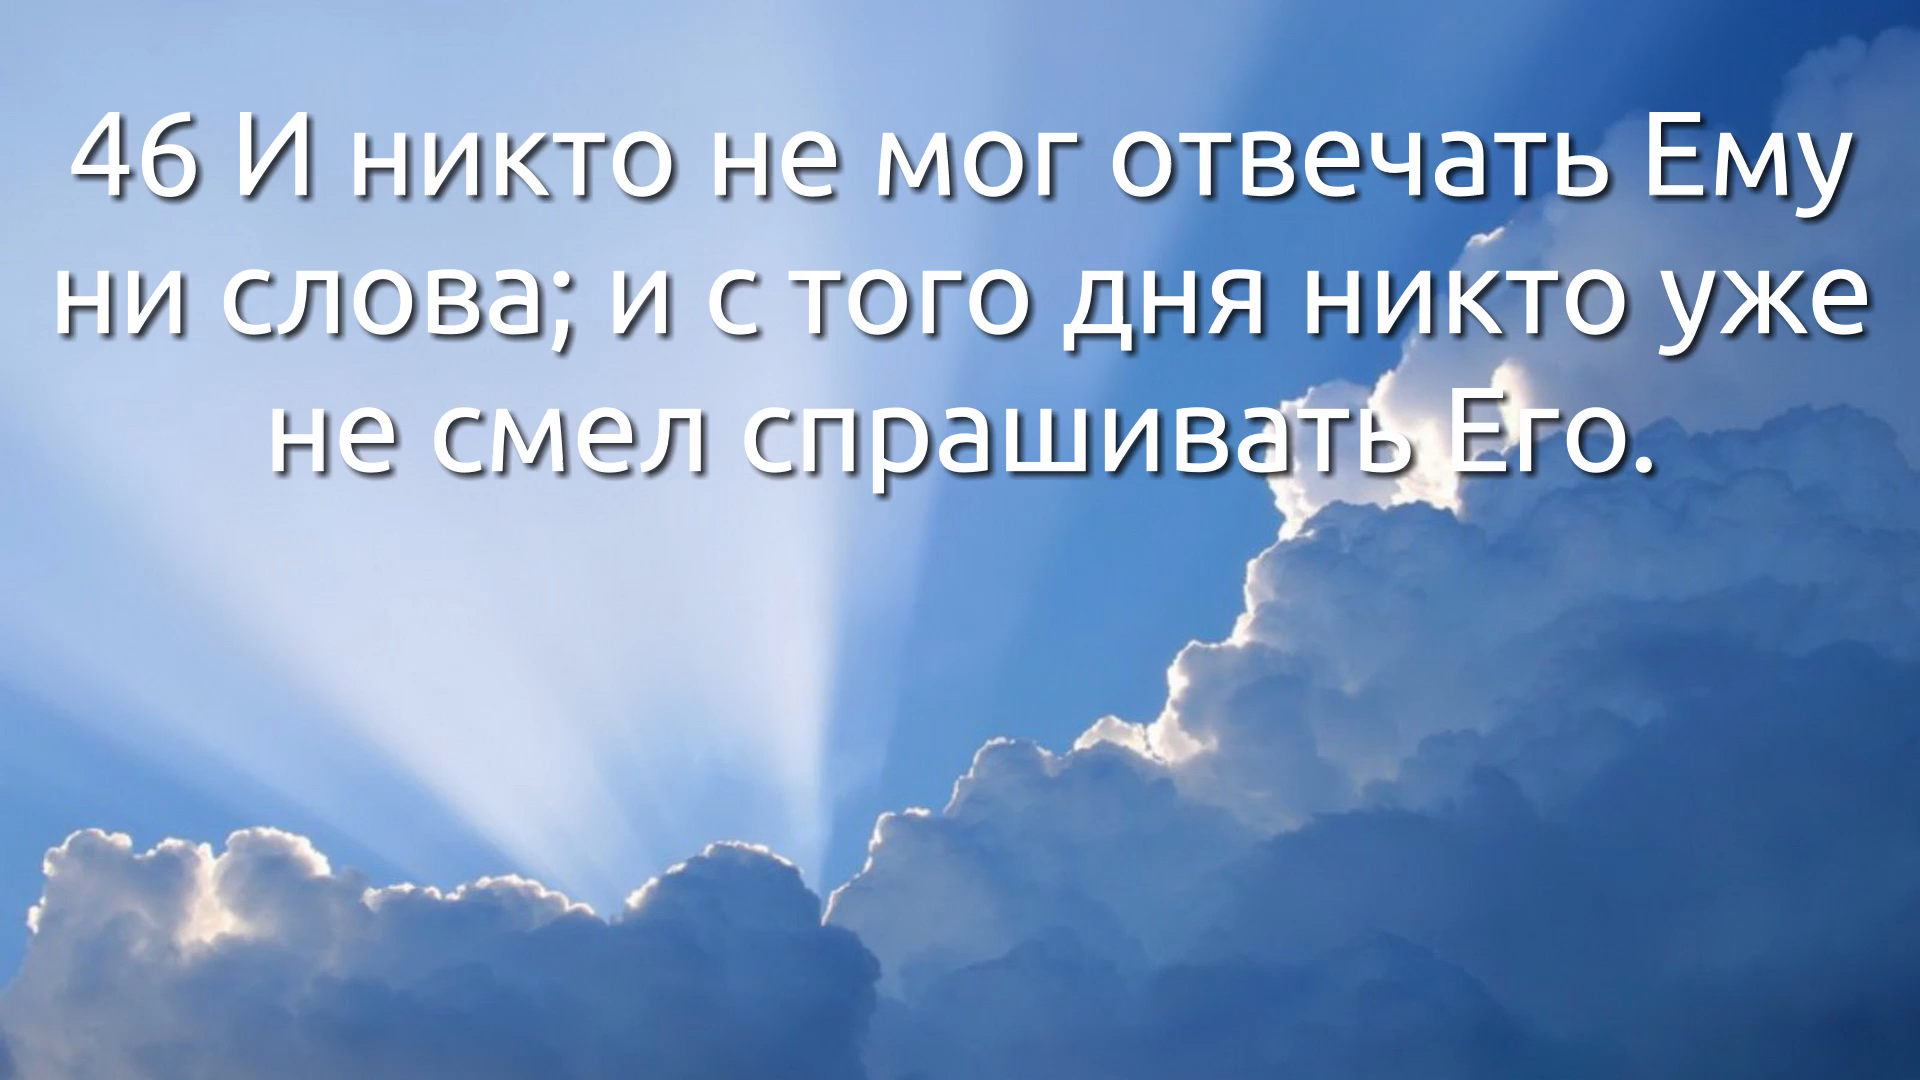 46 И никто не мог отвечать Ему
ни слова; и с того дня никто уже
не смел спрашивать Его.